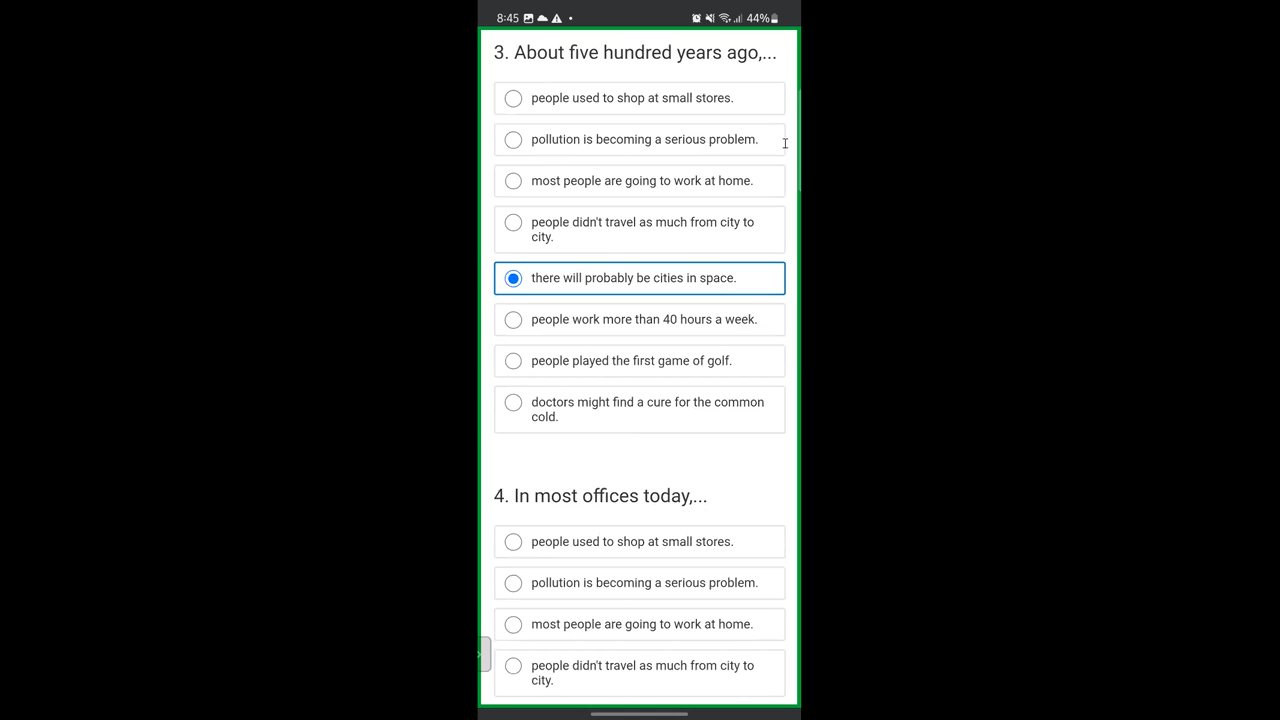 8:45
44%
3. About five hundred years ago,...
people used to shop at small stores.
pollution is becoming a serious problem.
most people are going to work at home.
people didn't travel as much from city to
city.
there will probably be cities in space.
people work more than 40 hours a week.
people played the first game of golf.
doctors might find a cure for the common
cold.
4. In most offices today,...
people used to shop at small stores.
pollution is becoming a serious problem.
most people are going to work at home.
people didn't travel as much from city to
city.